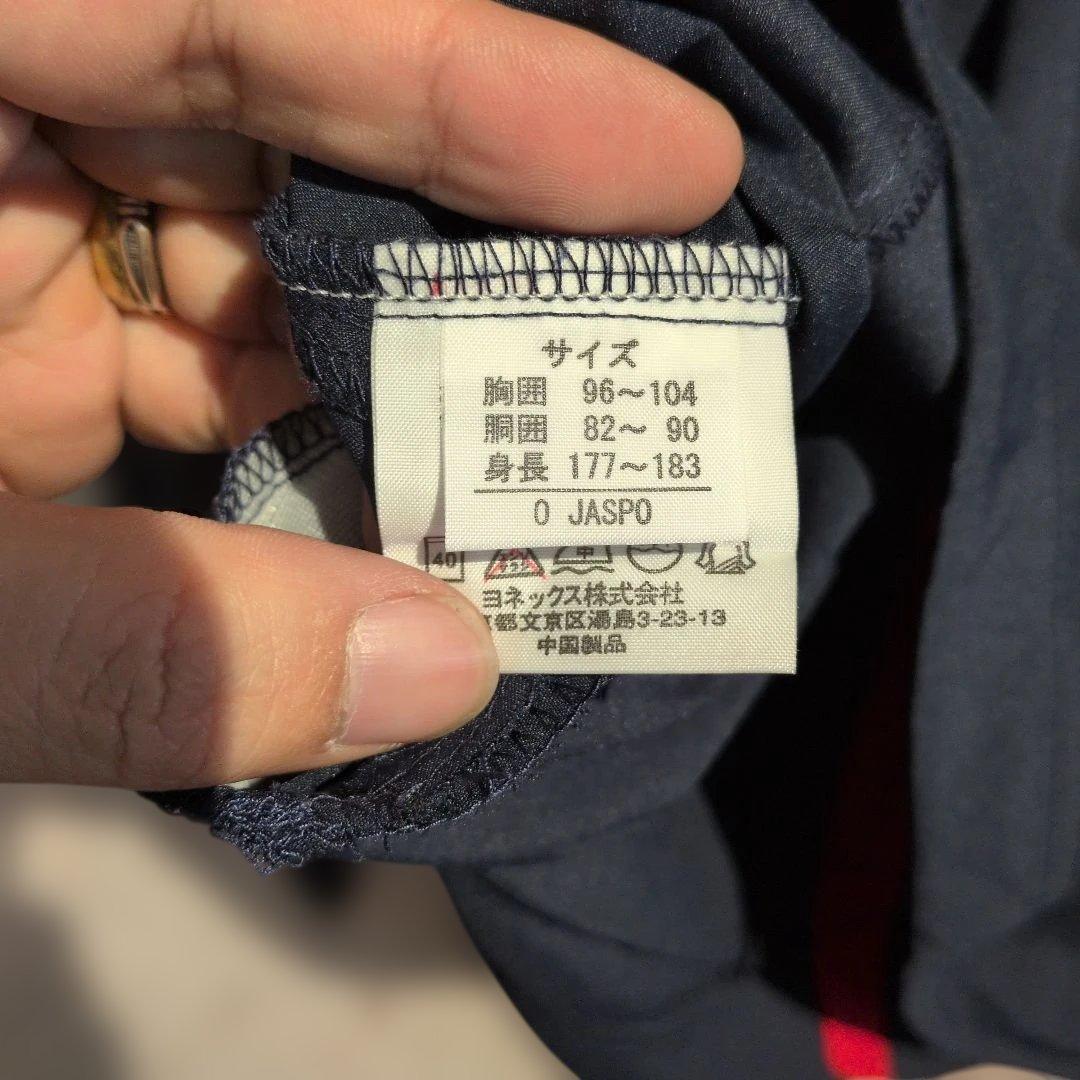 サイズ
胸囲 96～104
胴囲 82～ 90
身長 177～183
O JASPO
40 中
ヨネックス株式会社
都文京区湯島3-23-13
中国製品